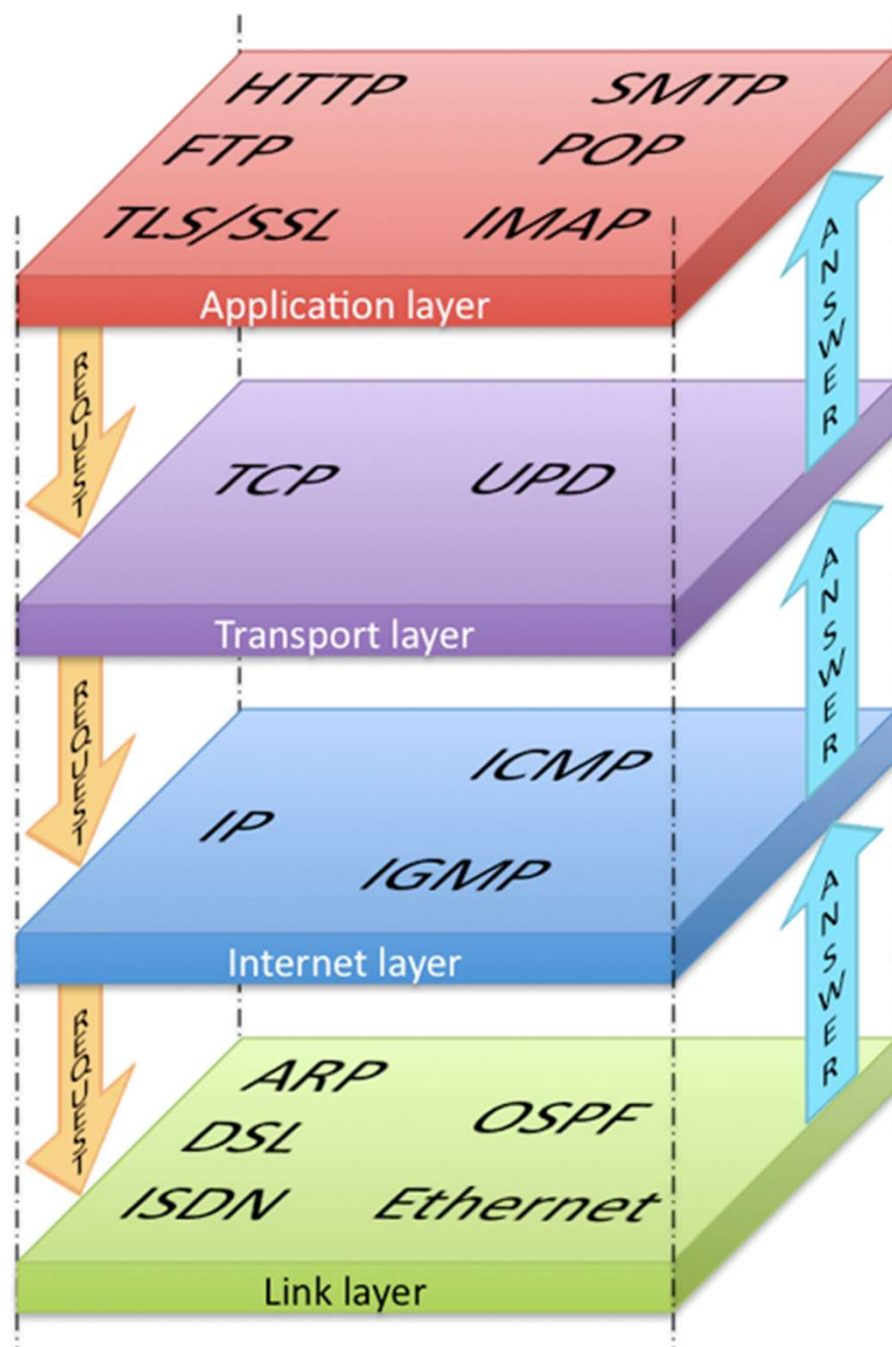 HTTP SMTP
FTP POP
TLS/SSL IMAP
Application layer
REQUEST
ANSWER
TCP UPD
Transport layer
REQUEST
ANSWER
ICMP
IP
IGMP
Internet layer
REQUEST
ANSWER
ARP
OSPF
DSL
ISDN Ethernet
Link layer